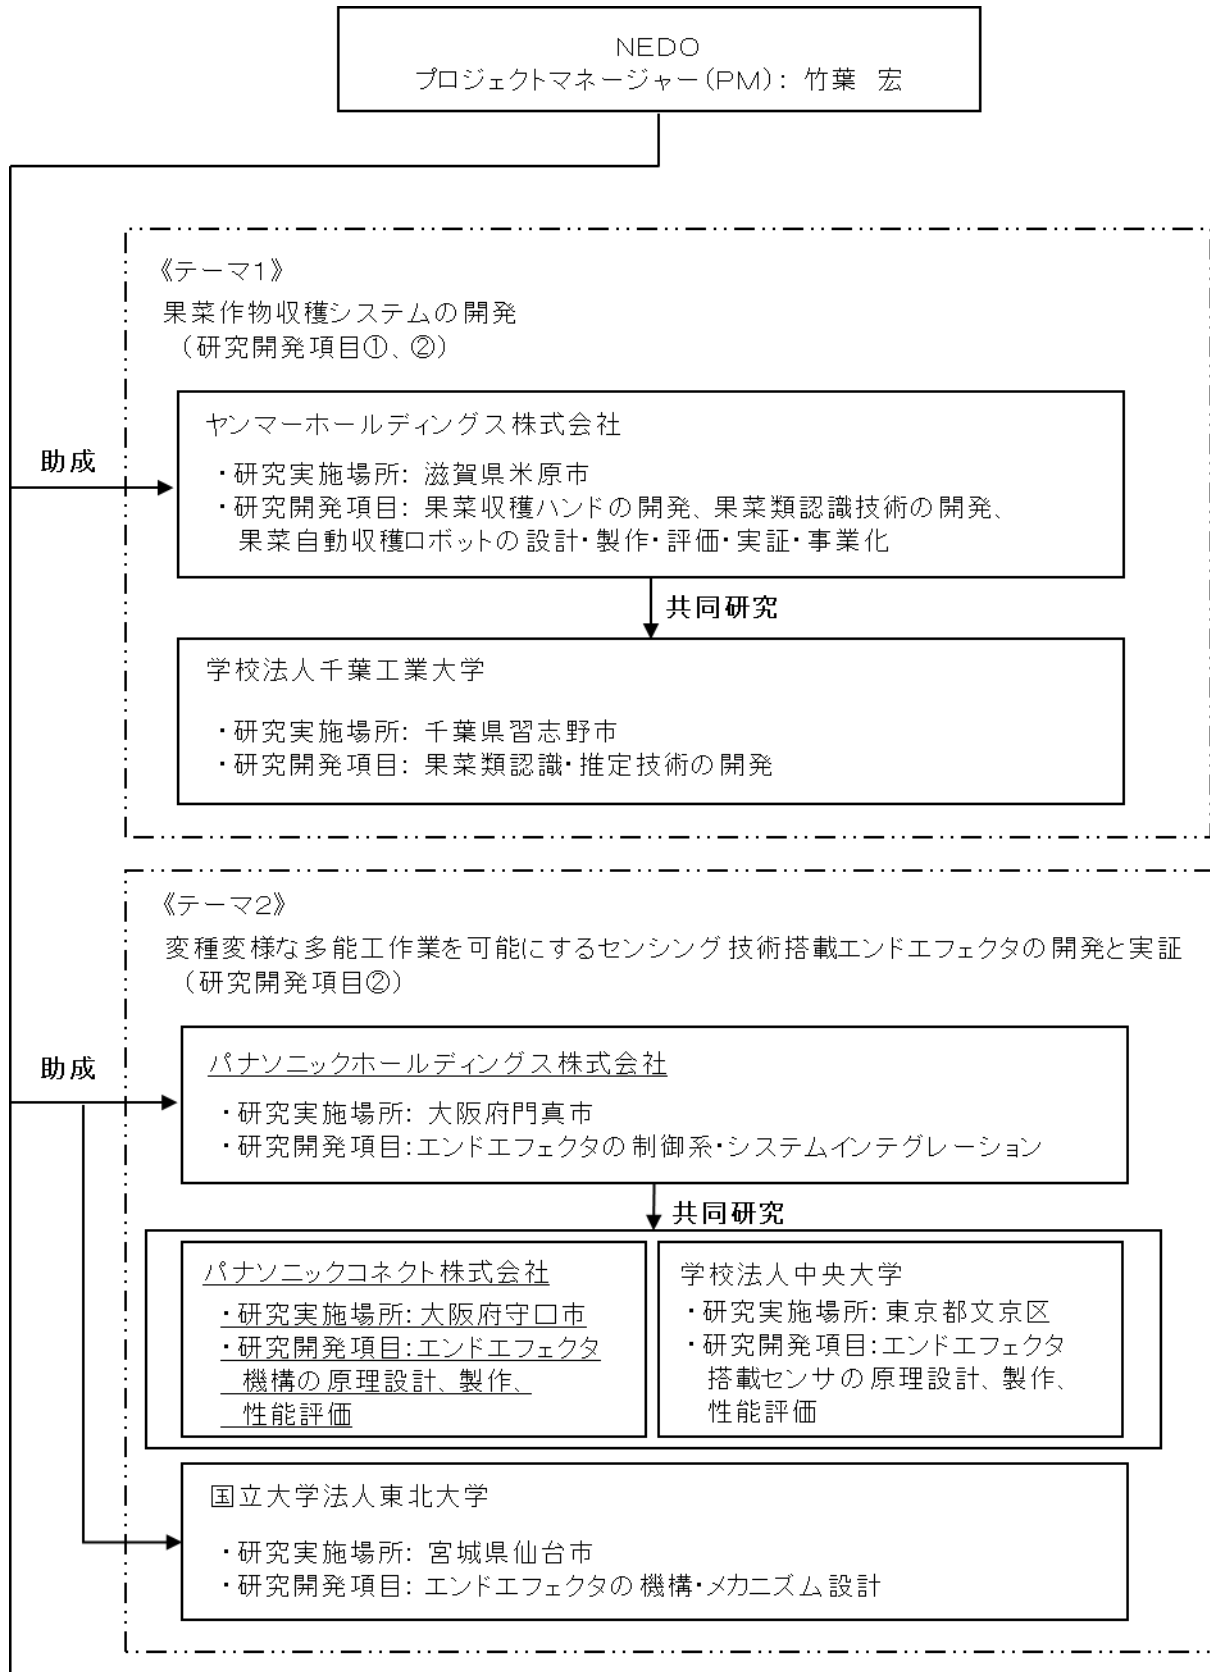 NEDO
プロジェクトマネージャー(PM): 竹葉 宏
《テーマ1》
果菜作物収穫システムの開発
(研究開発項目①、②)
ヤンマーホールディングス株式会社
・研究実施場所: 滋賀県米原市
・研究開発項目: 果菜収穫ハンドの開発、果菜類認識技術の開発、
果菜自動収穫ロボットの設計・製作・評価・実証・事業化
助成
共同研究
学校法人千葉工業大学
・研究実施場所: 千葉県習志野市
・研究開発項目: 果菜類認識・推定技術の開発
《テーマ2》
変種変様な多能工作業を可能にするセンシング技術搭載エンドエフェクタの開発と実証
(研究開発項目②)
助成
パナソニックホールディングス株式会社
・研究実施場所: 大阪府門真市
・研究開発項目:エンドエフェクタの制御系・システムインテグレーション
共同研究
パナソニックコネクト株式会社
・研究実施場所:大阪府守口市
・研究開発項目:エンドエフェクタ
機構の原理設計、製作、
性能評価
学校法人中央大学
・研究実施場所:東京都文京区
・研究開発項目:エンドエフェクタ
搭載センサの原理設計、製作、
性能評価
国立大学法人東北大学
・研究実施場所: 宮城県仙台市
・研究開発項目: エンドエフェクタの機構・メカニズム設計